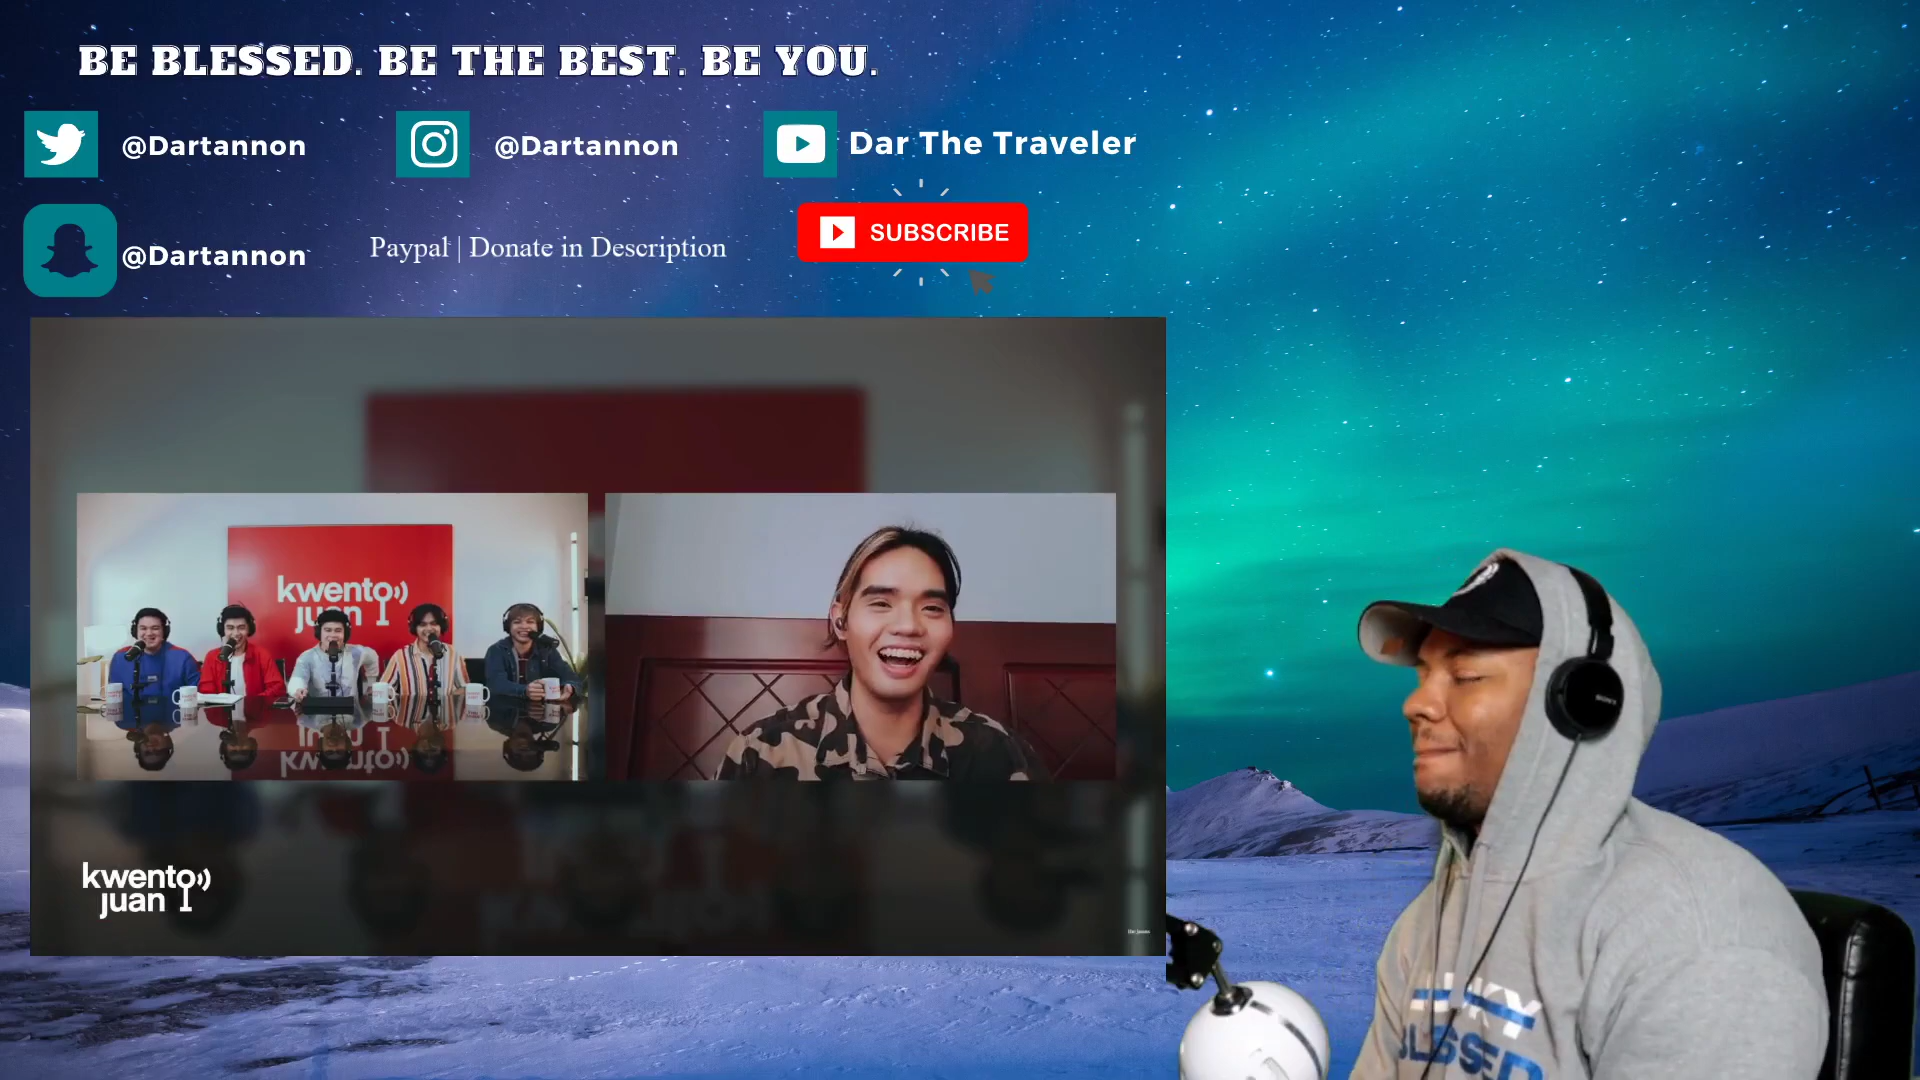 BE BLESSED. BE THE BEST. BE YOU.
@Dartannon
@Dartannon
Dar The Traveler
@Dartannon
Paypal | Donate in Description
SUBSCRIBE
kwento
juan
kwento
juan